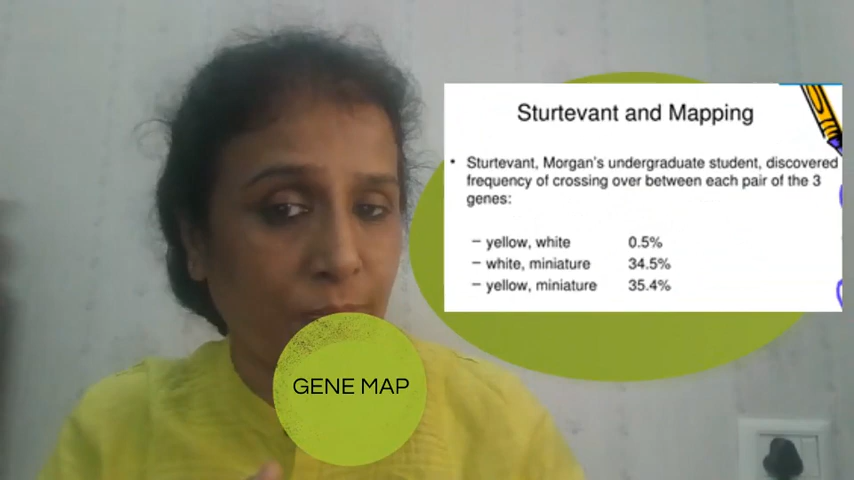 Sturtevant and Mapping
• Sturtevant, Morgan's undergraduate student, discovered
frequency of crossing over between each pair of the 3
genes:
– yellow, white 0.5%
– white, miniature 34.5%
– yellow, miniature 35.4%
GENE MAP